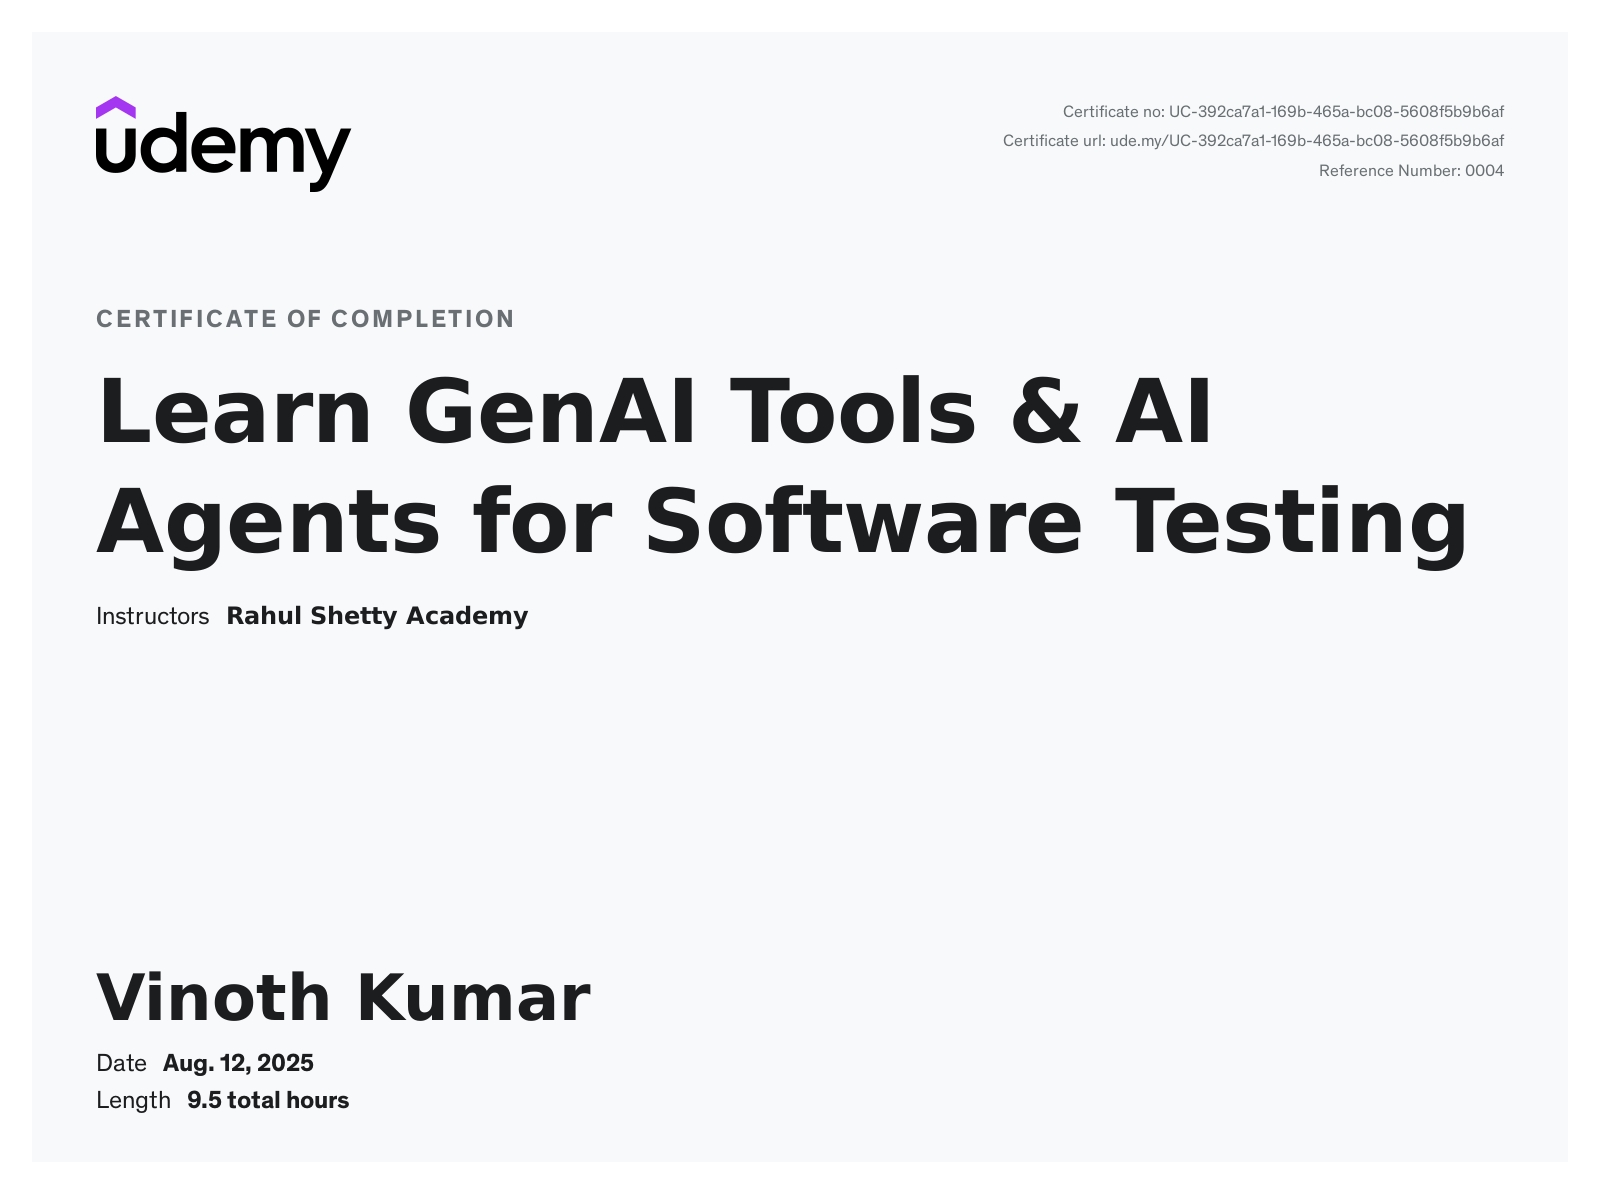 udemy
Certificate no: UC-392ca7a1-169b-465a-bc08-5608f5b9b6af
Certificate url: ude.my/UC-392ca7a1-169b-465a-bc08-5608f5b9b6af
Reference Number: 0004
CERTIFICATE OF COMPLETION
Learn GenAI Tools & AI
Agents for Software Testing
Instructors Rahul Shetty Academy
Vinoth Kumar
Date Aug. 12, 2025
Length 9.5 total hours